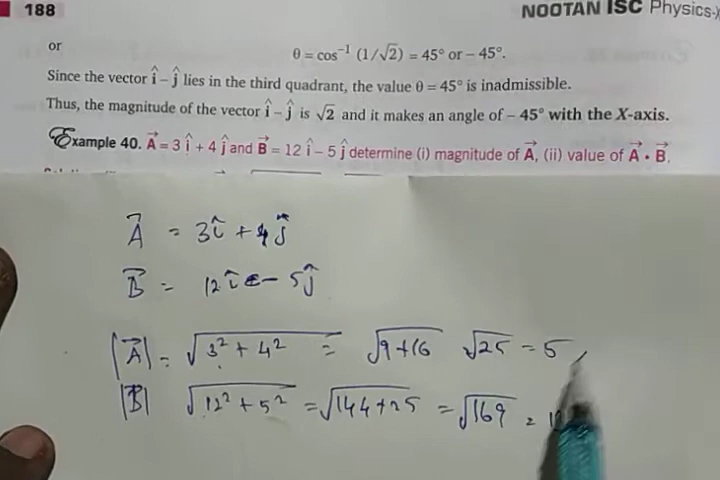 188 NOOTAN ISC Physics-
or θ = cos⁻¹ (1/√2) = 45° or – 45°.
Since the vector î – ĵ lies in the third quadrant, the value θ = 45° is inadmissible.
Thus, the magnitude of the vector î – ĵ is √2 and it makes an angle of – 45° with the X-axis.
Example 40. A⃗ = 3 î + 4 ĵ and B⃗ = 12 î – 5 ĵ determine (i) magnitude of A⃗, (ii) value of A⃗ • B⃗.
A⃗ = 3î + 4ĵ
B⃗ = 12î – 5ĵ
|A⃗| = √3² + 4² = √9+16 √25 = 5
|B⃗| √12² + 5² = √144+25 = √169 =